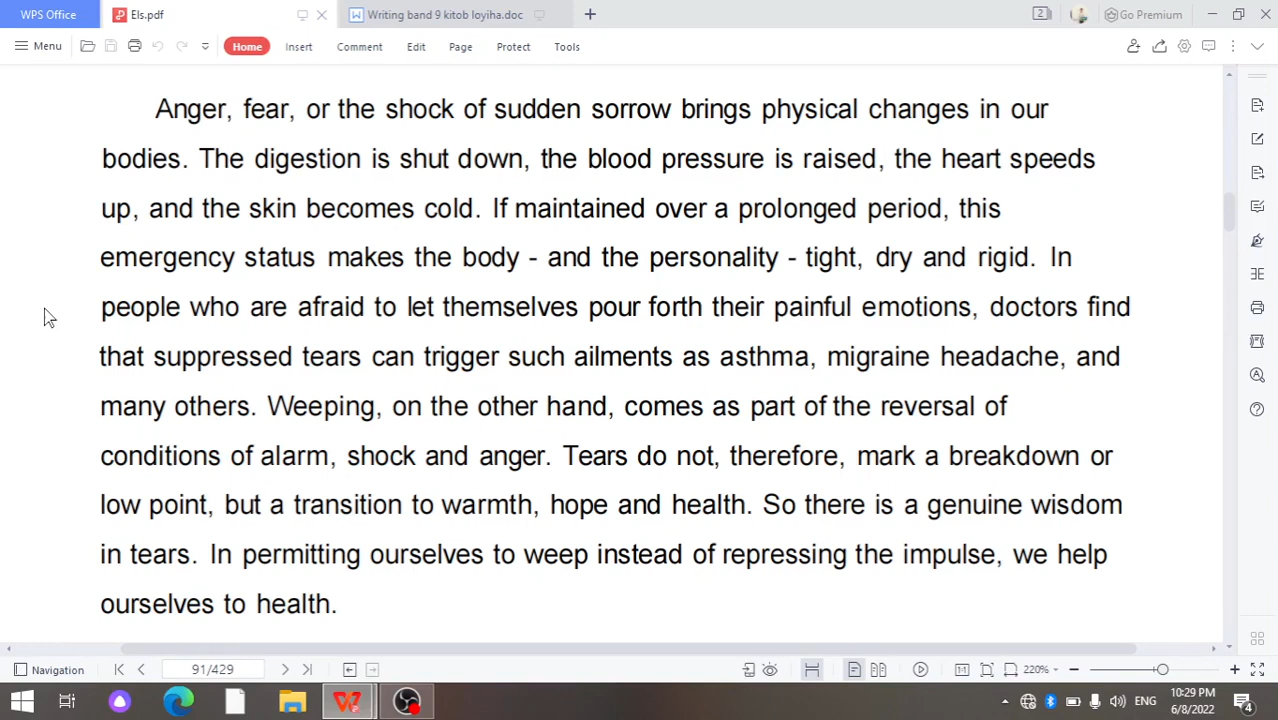 WPS Office
Els.pdf
Writing band 9 kitob loyiha.doc
2
Go Premium
Menu
Home
Insert
Comment
Edit
Page
Protect
Tools
Anger, fear, or the shock of sudden sorrow brings physical changes in our
bodies. The digestion is shut down, the blood pressure is raised, the heart speeds
up, and the skin becomes cold. If maintained over a prolonged period, this
emergency status makes the body - and the personality - tight, dry and rigid. In
people who are afraid to let themselves pour forth their painful emotions, doctors find
that suppressed tears can trigger such ailments as asthma, migraine headache, and
many others. Weeping, on the other hand, comes as part of the reversal of
conditions of alarm, shock and anger. Tears do not, therefore, mark a breakdown or
low point, but a transition to warmth, hope and health. So there is a genuine wisdom
in tears. In permitting ourselves to weep instead of repressing the impulse, we help
ourselves to health.
Navigation
91/429
220%
ENG
10:29 PM
6/8/2022
4